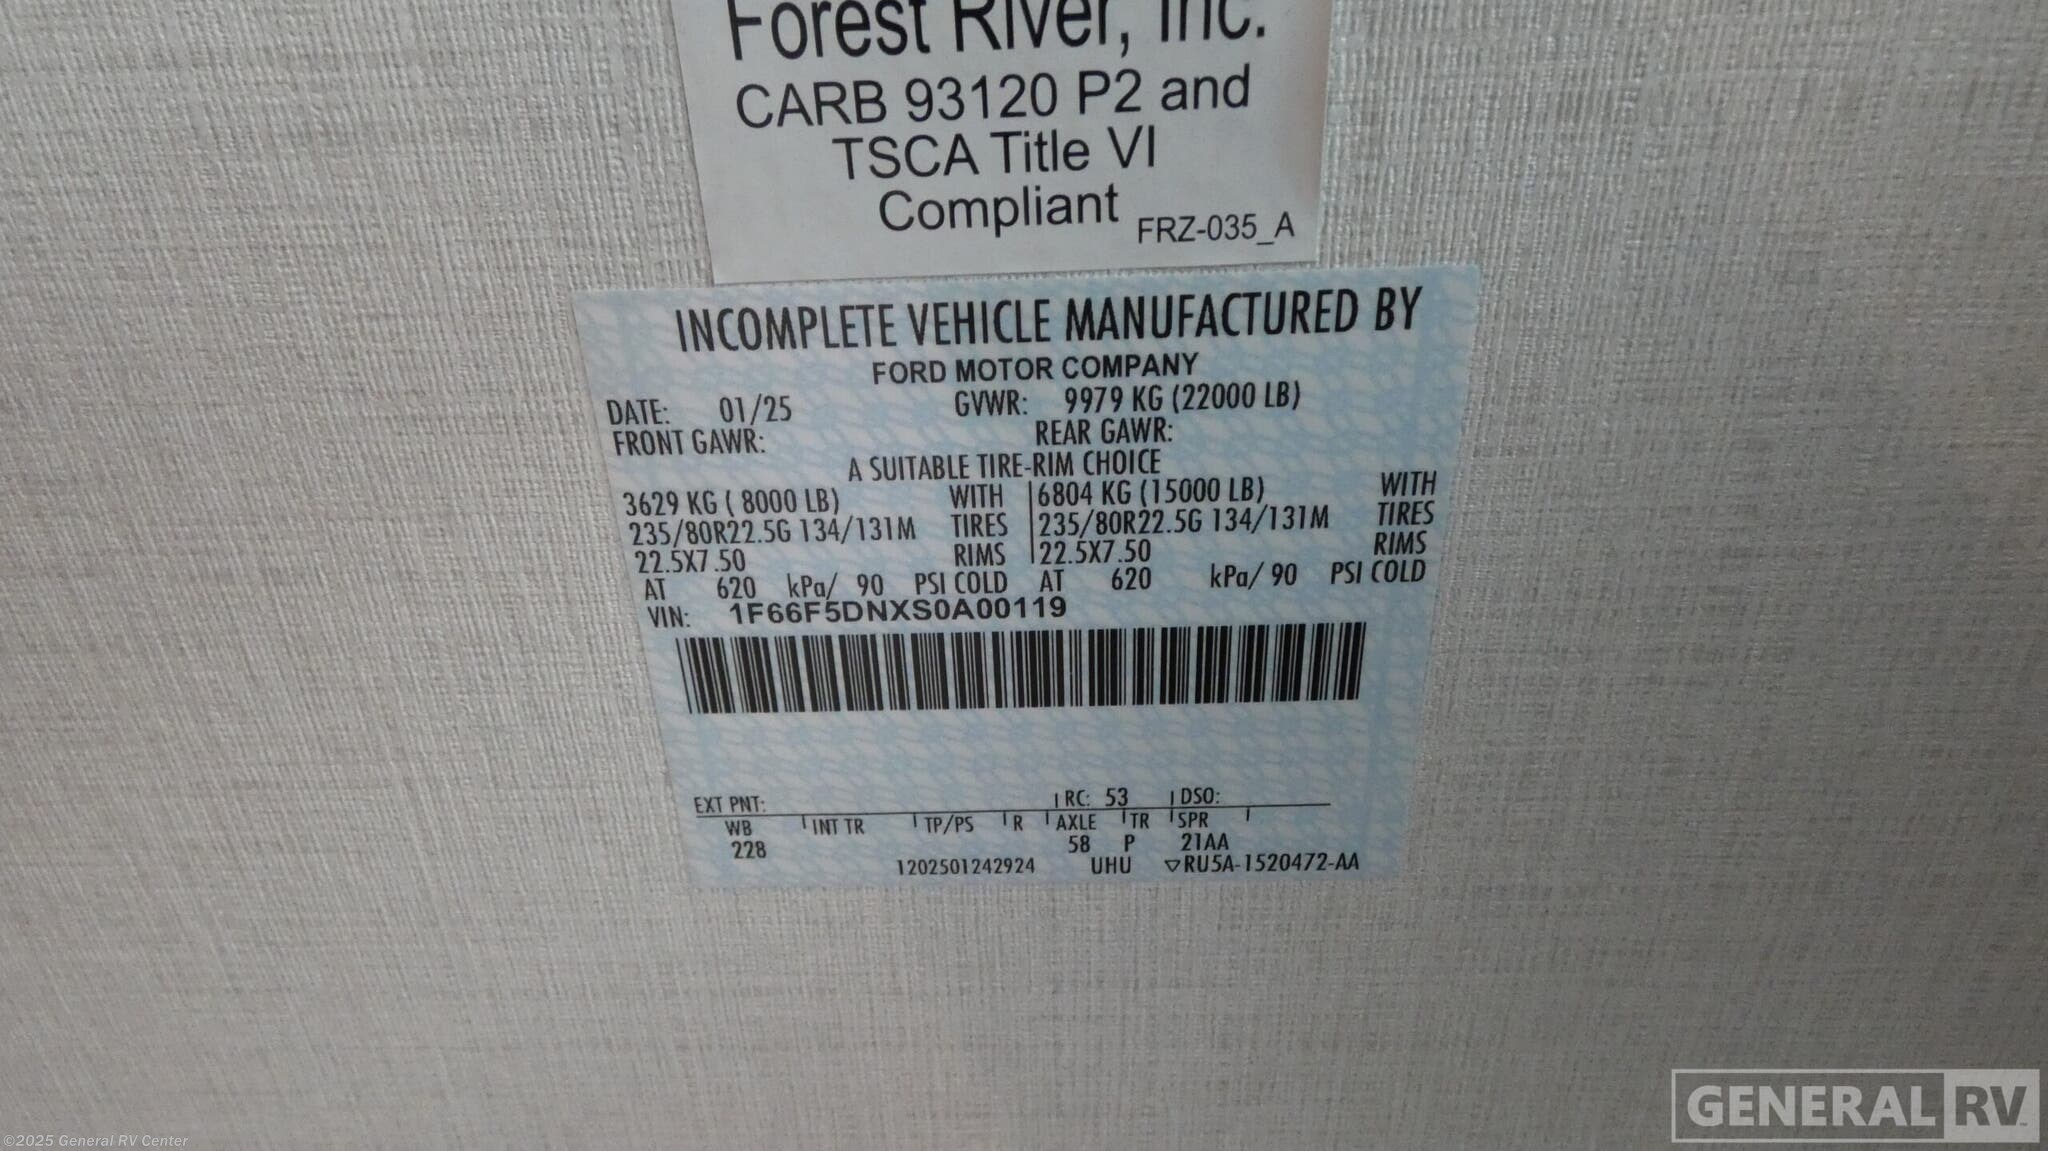 Forest River, Inc.
CARB 93120 P2 and
TSCA Title VI
Compliant FRZ-035_A
INCOMPLETE VEHICLE MANUFACTURED BY
FORD MOTOR COMPANY
DATE: 01/25 GVWR: 9979 KG (22000 LB)
FRONT GAWR: REAR GAWR:
A SUITABLE TIRE-RIM CHOICE
3629 KG ( 8000 LB) WITH 6804 KG (15000 LB) WITH
235/80R22.5G 134/131M TIRES 235/80R22.5G 134/131M TIRES
22.5X7.50 RIMS 22.5X7.50 RIMS
AT 620 kPa/ 90 PSI COLD AT 620 kPa/ 90 PSI COLD
VIN: 1F66F5DNXS0A00119
EXT PNT: RC: 53 DSO:
WB INT TR TP/PS R AXLE TR SPR
228 58 P 21AA
1202501242924 UHU ▽RU5A-1520472-AA
GENERAL RV™
©2025 General RV Center